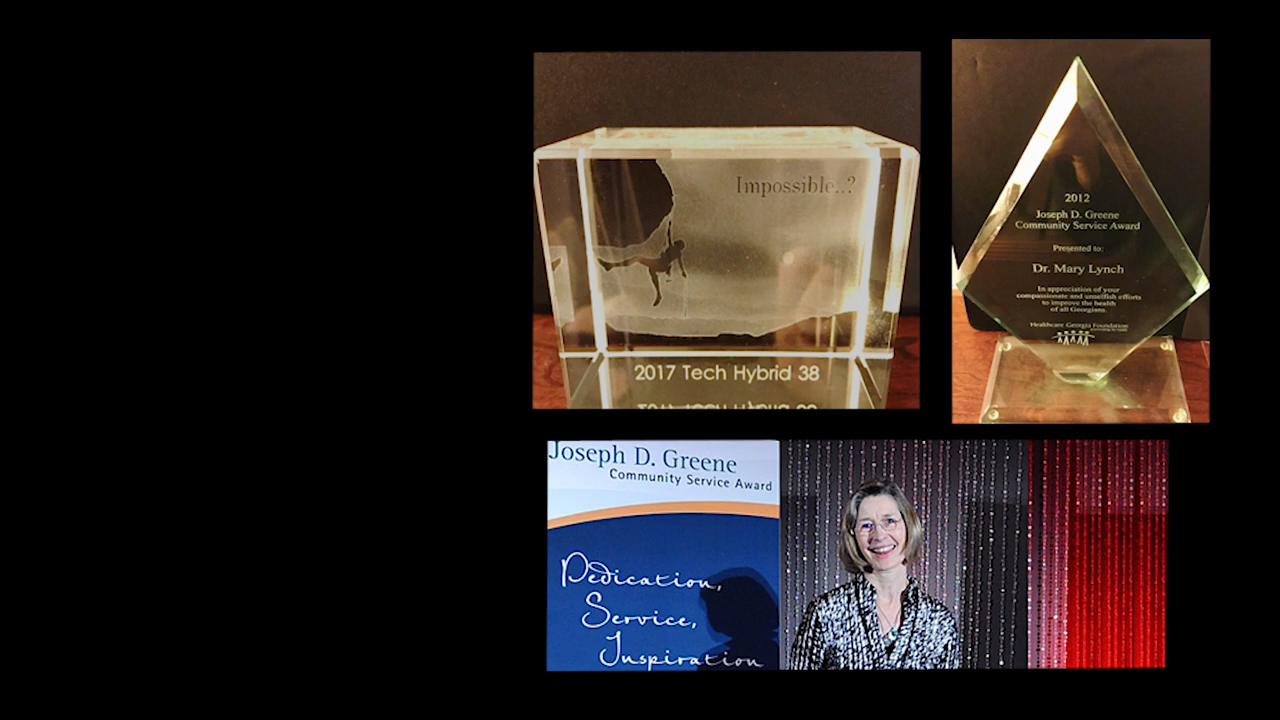 Impossible..?
2017 Tech Hybrid 38
2012
Joseph D. Greene
Community Service Award
Presented to:
Dr. Mary Lynch
In appreciation of your
compassionate and unselfish efforts
to improve the health
of all Georgians.
Healthcare Georgia Foundation
Joseph D. Greene
Community Service Award
Dedication,
Service,
Inspiration